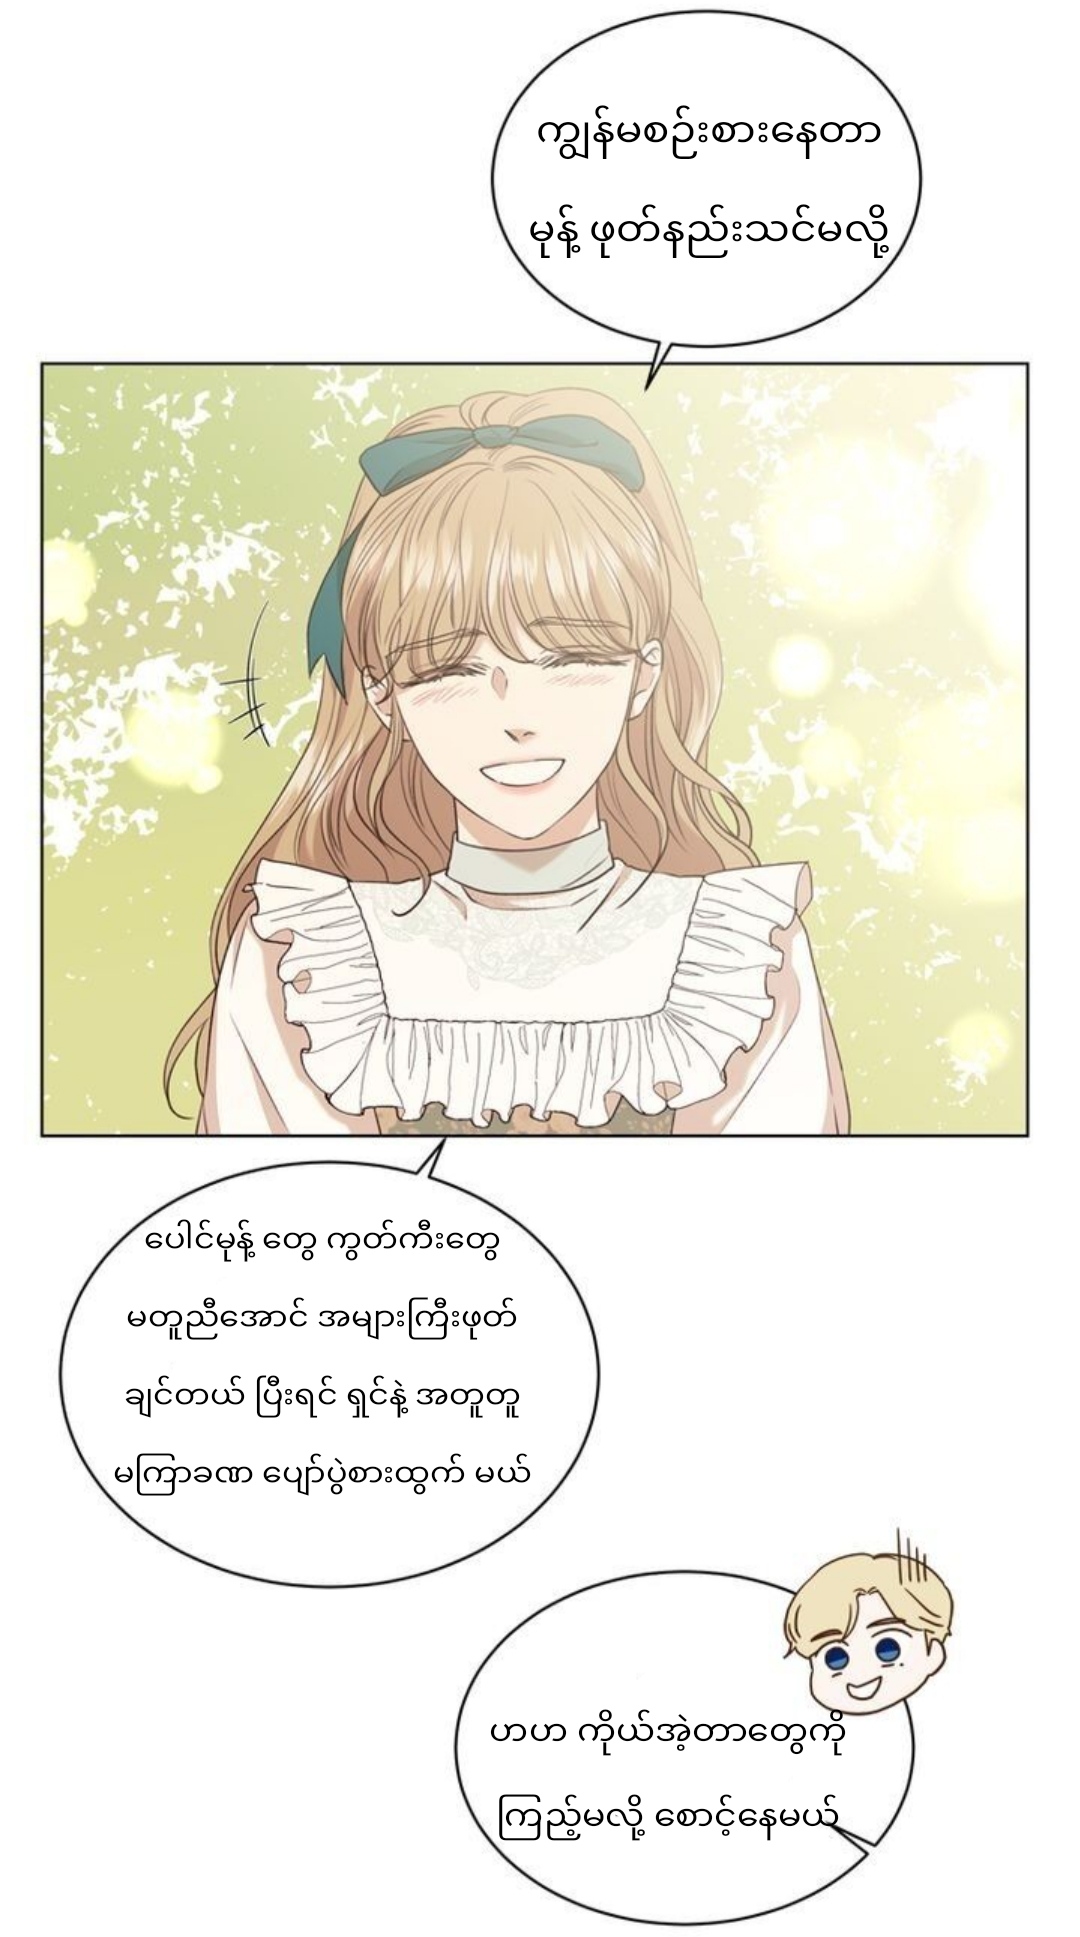 ကျွန်မစဉ်းစားနေတာ
မုန့် ဖုတ်နည်းသင်မလို့
ပေါင်မုန့် တွေ ကွတ်ကီးတွေ
မတူညီအောင် အများကြီးဖုတ်
ချင်တယ် ပြီးရင် ရှင်နဲ့ အတူတူ
မကြာခဏ ပျော်ပွဲစားထွက် မယ်
ဟဟ ကိုယ်အဲ့တာတွေကို
ကြည့်မလို့ စောင့်နေမယ်